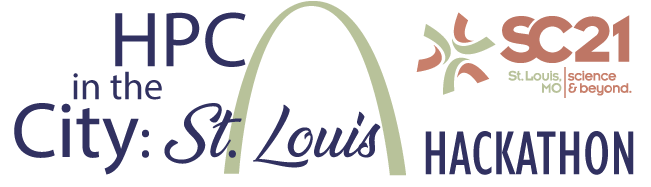 HPC
in the
City: St. Louis
SC21
St. Louis, MO | science & beyond.
HACKATHON